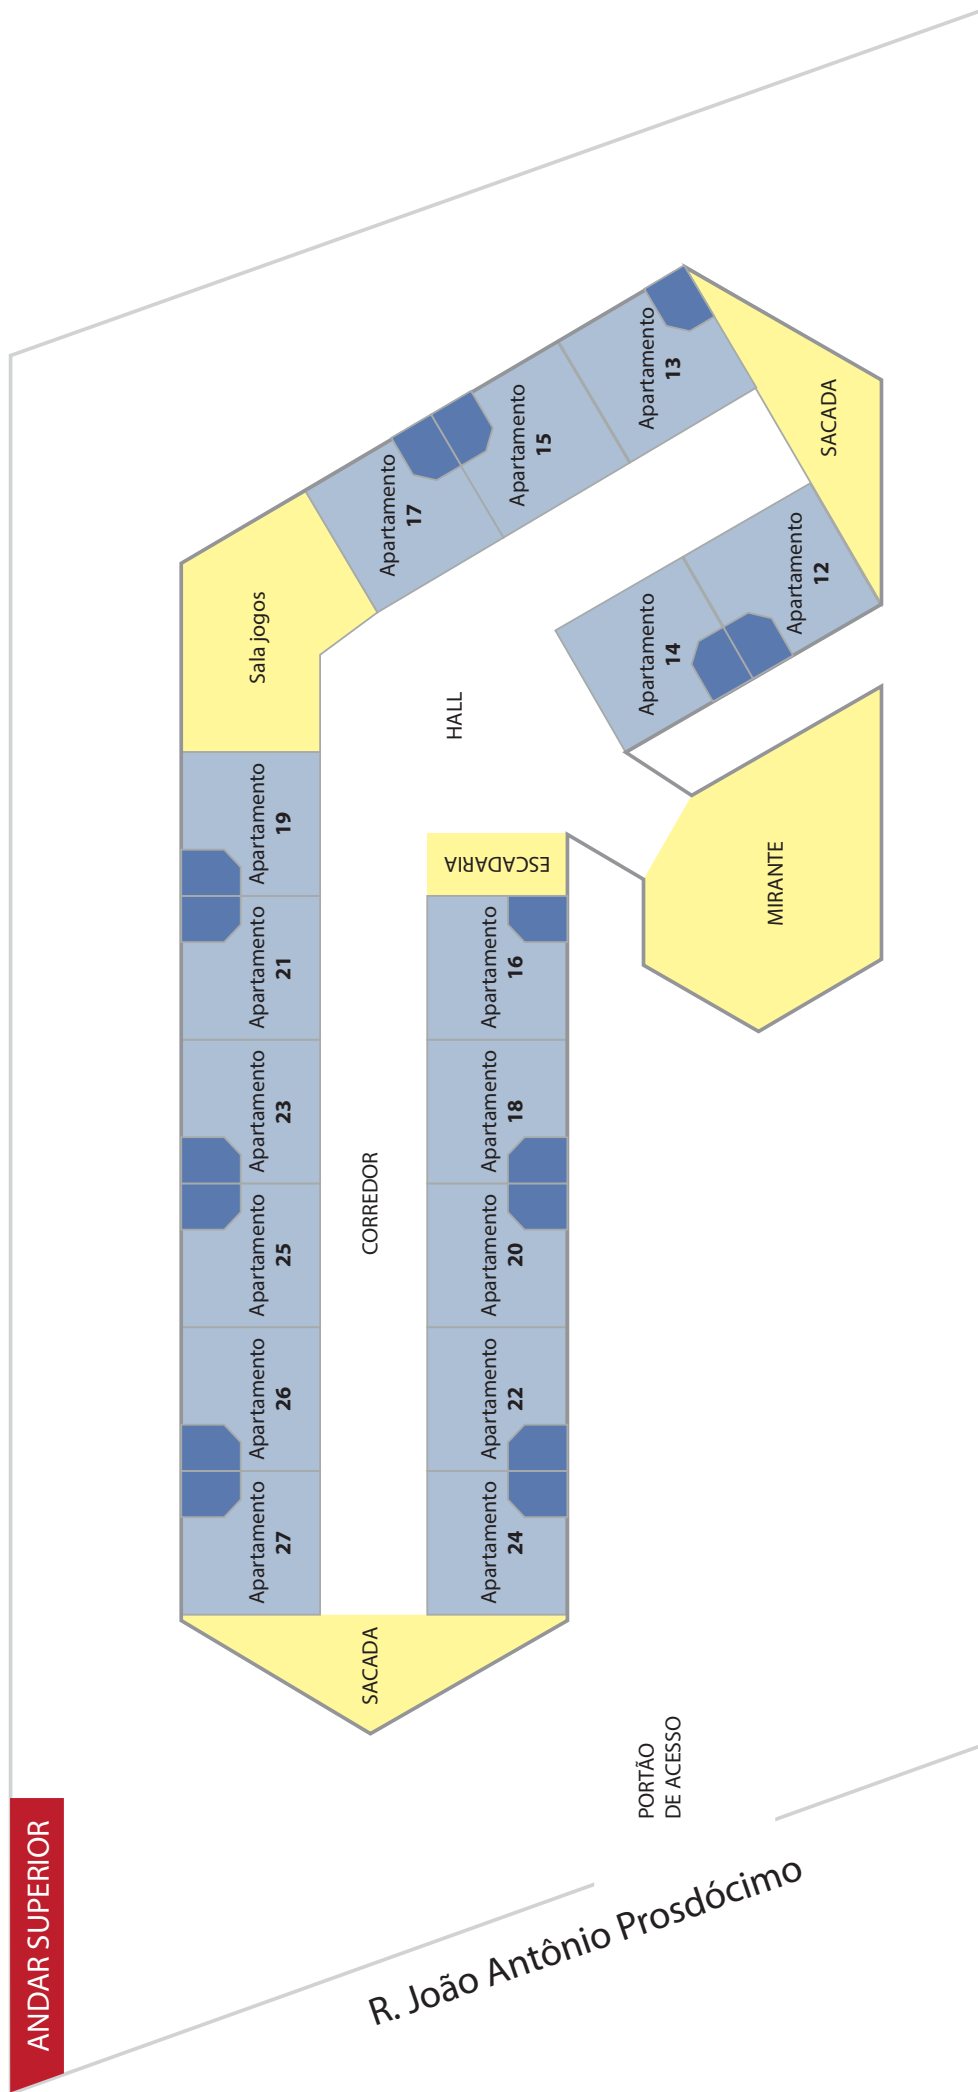 ANDAR SUPERIOR
Sala jogos
Apartamento
19
Apartamento
21
Apartamento
23
Apartamento
25
Apartamento
26
Apartamento
27
Apartamento
17
Apartamento
15
Apartamento
13
SACADA
Apartamento
12
Apartamento
14
HALL
ESCADARIA
MIRANTE
CORREDOR
Apartamento
16
Apartamento
18
Apartamento
20
Apartamento
22
Apartamento
24
SACADA
PORTÃO
DE ACESSO
R. João Antônio Prosdócimo